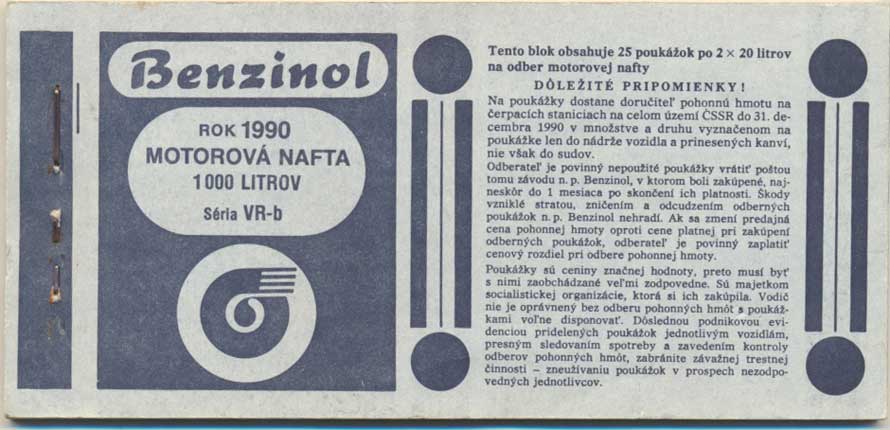 Benzinol
ROK 1990
MOTOROVÁ NAFTA
1000 LITROV
Séria VR-b
Tento blok obsahuje 25 poukážok po 2 × 20 litrov
na odber motorovej nafty
DÔLEŽITÉ PRIPOMIENKY!
Na poukážky dostane doručiteľ pohonnú hmotu na
čerpacích staniciach na celom území ČSSR do 31. de-
cembra 1990 v množstve a druhu vyznačenom na
poukážke len do nádrže vozidla a prinesených kanví,
nie však do sudov.
Odberateľ je povinný nepoužité poukážky vrátiť poštou
tomu závodu n. p. Benzinol, v ktorom boli zakúpené, naj-
neskôr do 1 mesiaca po skončení ich platnosti. Škody
vzniklé stratou, zničením a odcudzením odberných
poukážok n. p. Benzinol nehradí. Ak sa zmení predajná
cena pohonnej hmoty oproti cene platnej pri zakúpení
odberných poukážok, odberateľ je povinný zaplatiť
cenový rozdiel pri odbere pohonnej hmoty.
Poukážky sú ceniny značnej hodnoty, preto musí byť
s nimi zaobchádzané veľmi zodpovedne. Sú majetkom
socialistickej organizácie, ktorá si ich zakúpila. Vodič
nie je oprávnený bez odberu pohonných hmôt s poukáž-
kami voľne disponovať. Dôslednou podnikovou evi-
denciou pridelených poukážok jednotlivým vozidlám,
presným sledovaním spotreby a zavedením kontroly
odberov pohonných hmôt, zabránite závažnej trestnej
činnosti – zneužívaniu poukážok v prospech nezodpo-
vedných jednotlivcov.